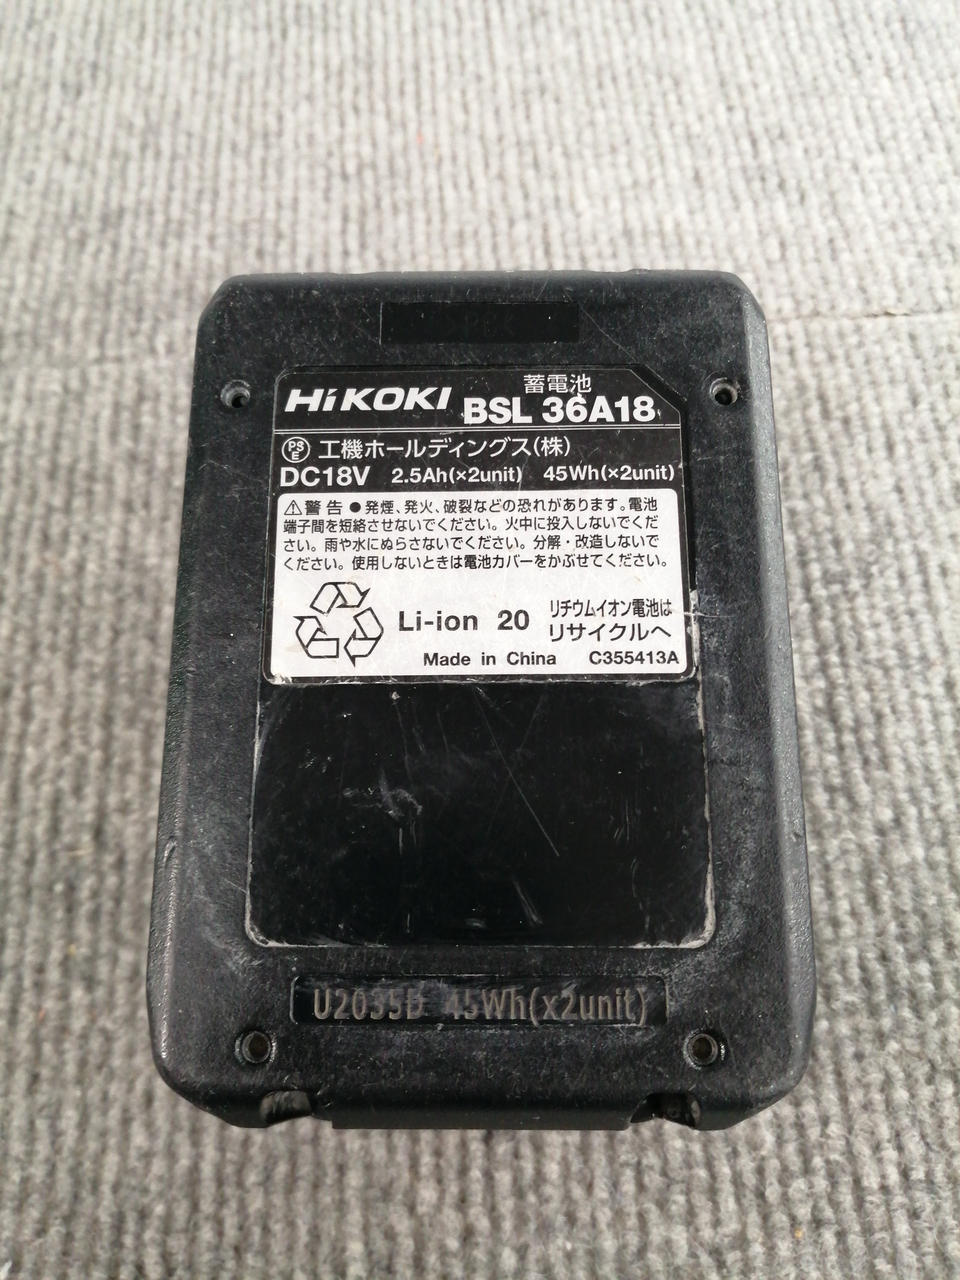 HiKOKI 蓄電池
BSL 36A18
PSE 工機ホールディングス(株)
DC18V 2.5Ah(×2unit) 45Wh(×2unit)
⚠警告 ●発煙、発火、破裂などの恐れがあります。電池
端子間を短絡させないでください。火中に投入しないでくだ
さい。雨や水にぬらさないでください。分解・改造しないで
ください。使用しないときは電池カバーをかぶせてください。
Li-ion 20 リチウムイオン電池は
リサイクルへ
Made in China C355413A
U2035D 45Wh(x2unit)